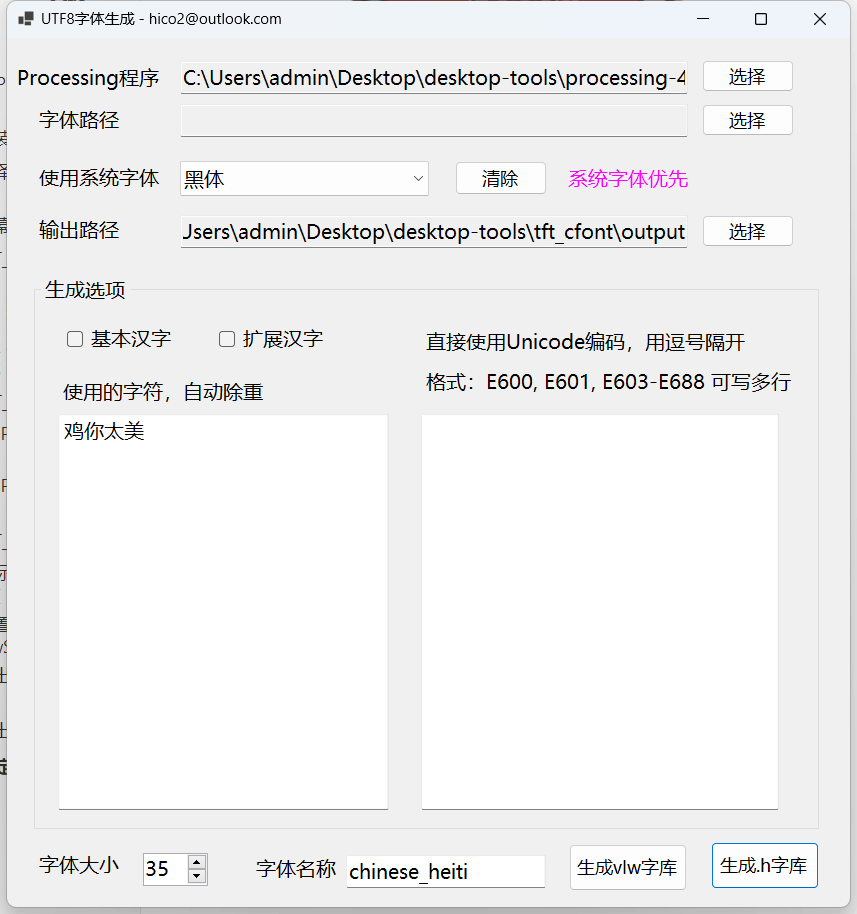 UTF8字体生成 - hico2@outlook.com
Processing程序 C:\Users\admin\Desktop\desktop-tools\processing-4 选择
字体路径 选择
使用系统字体 黑体 清除 系统字体优先
输出路径 Jsers\admin\Desktop\desktop-tools\tft_cfont\output 选择
生成选项
基本汉字 扩展汉字
直接使用Unicode编码，用逗号隔开
格式：E600, E601, E603-E688 可写多行
使用的字符，自动除重
鸡你太美
字体大小 35 字体名称 chinese_heiti 生成vlw字库 生成.h字库